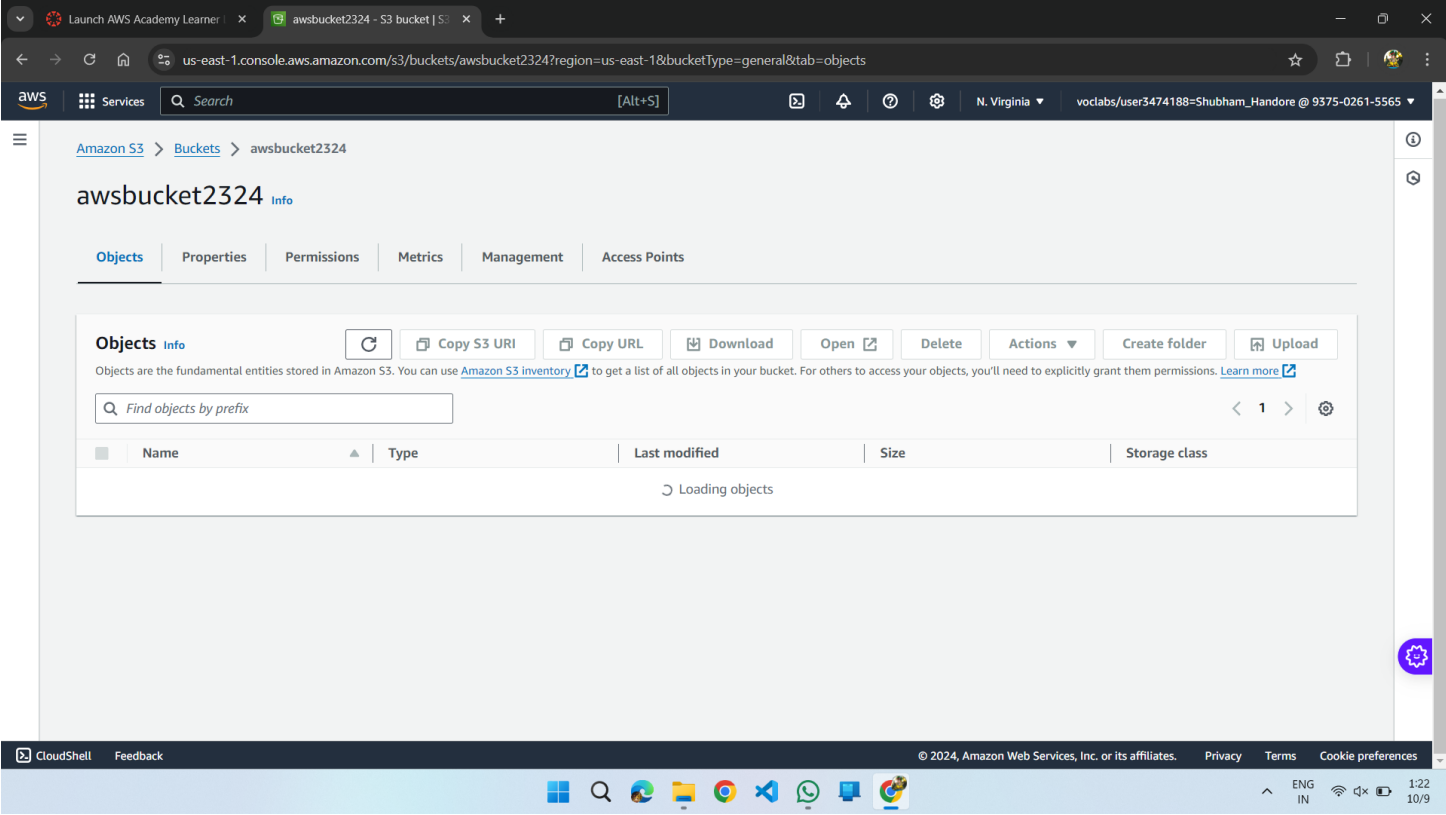 Launch AWS Academy Learner
awsbucket2324 - S3 bucket | S3
us-east-1.console.aws.amazon.com/s3/buckets/awsbucket2324?region=us-east-1&bucketType=general&tab=objects
aws Services Search [Alt+S] N. Virginia ▼ voclabs/user3474188=Shubham_Handore @ 9375-0261-5565 ▼
Amazon S3 > Buckets > awsbucket2324
awsbucket2324 Info
Objects Properties Permissions Metrics Management Access Points
Objects Info Copy S3 URI Copy URL Download Open Delete Actions ▼ Create folder Upload
Objects are the fundamental entities stored in Amazon S3. You can use Amazon S3 inventory to get a list of all objects in your bucket. For others to access your objects, you'll need to explicitly grant them permissions. Learn more
Find objects by prefix
1
Name Type Last modified Size Storage class
Loading objects
CloudShell Feedback © 2024, Amazon Web Services, Inc. or its affiliates. Privacy Terms Cookie preferences
ENG 1:22
IN 10/9